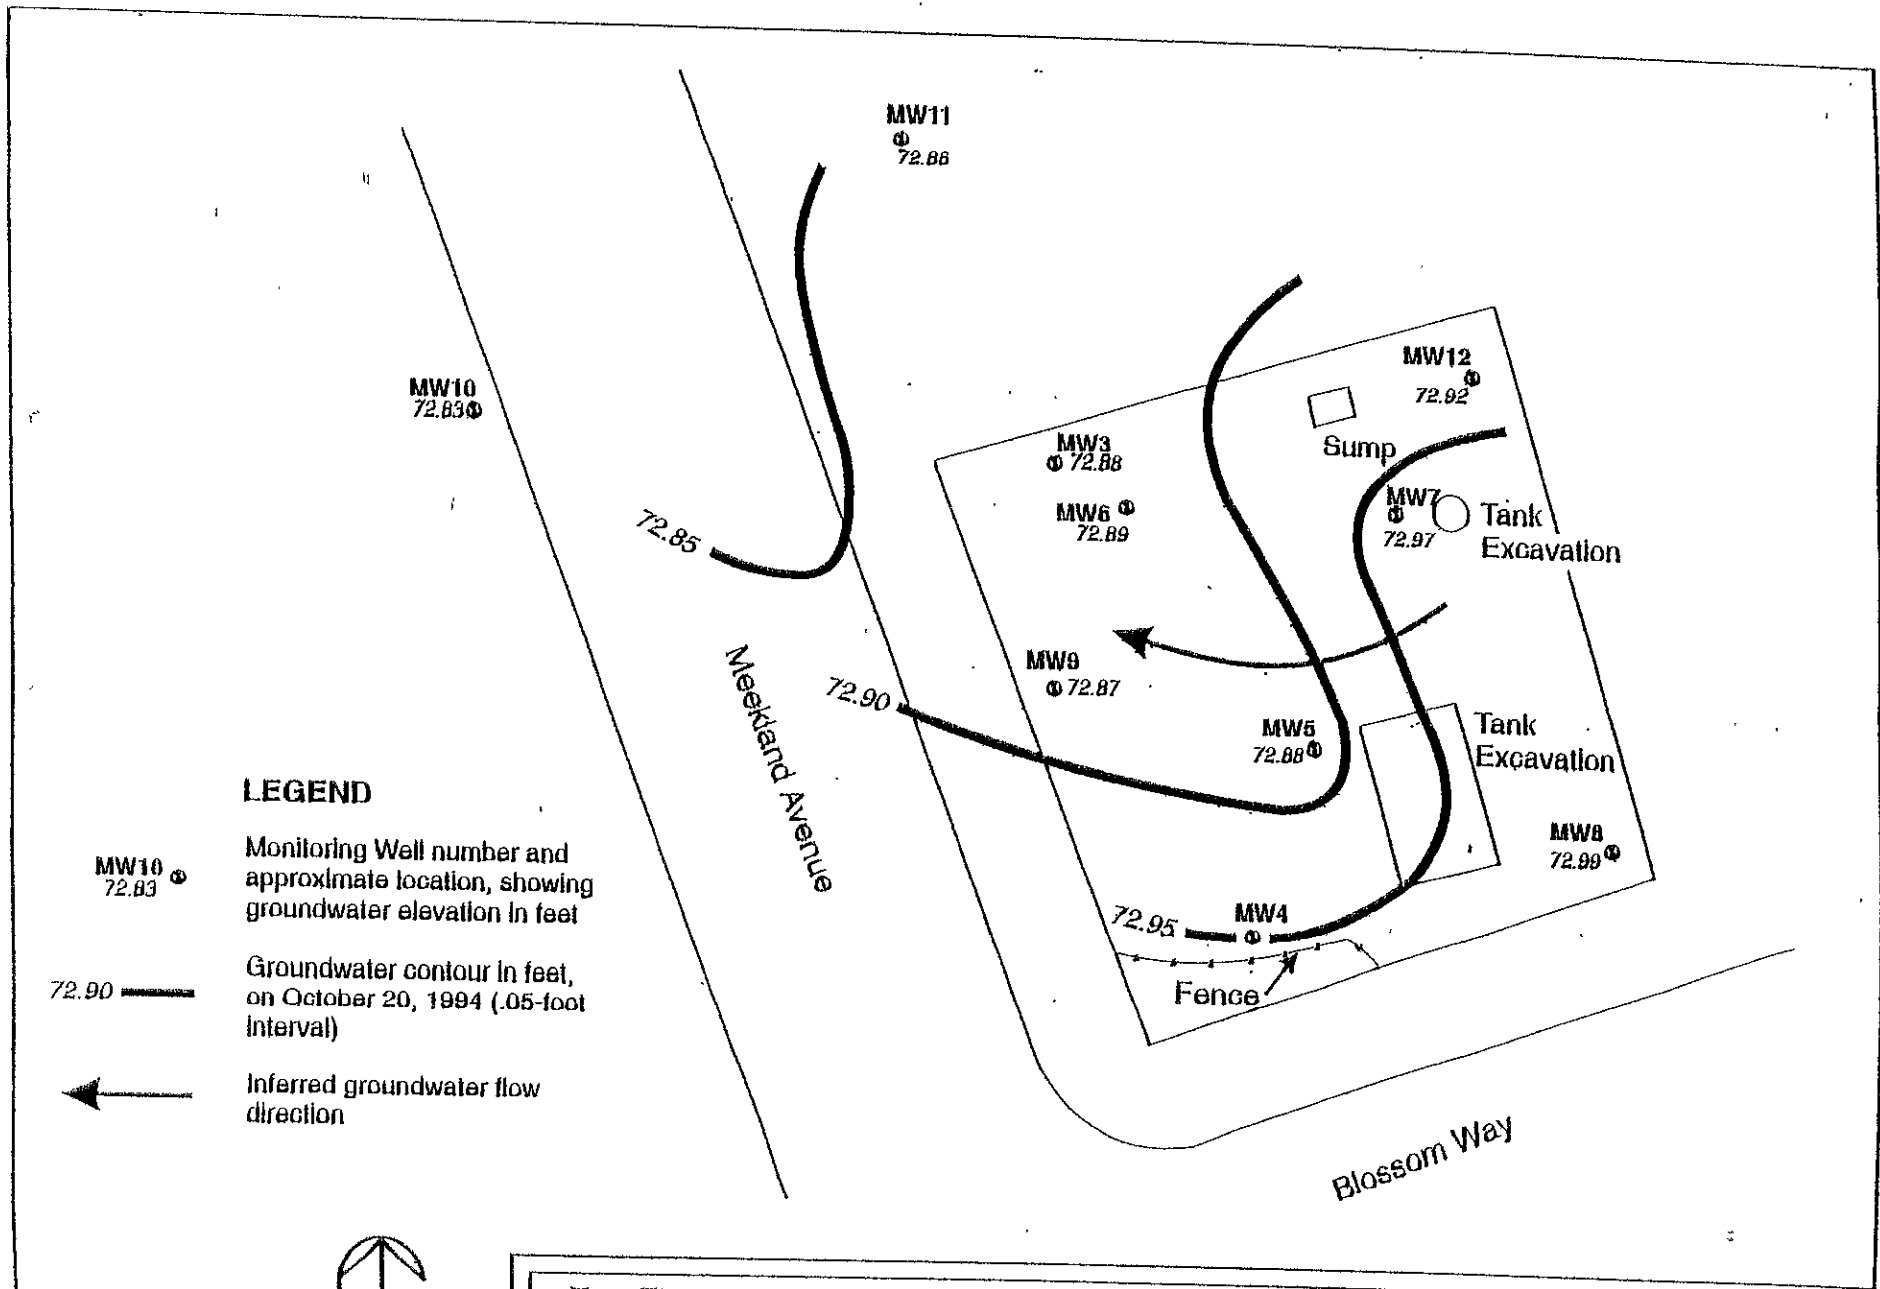 MW11
72.88
MW10
72.83
MW12
72.92
MW3
72.88
Sump
MW6
72.89
MW7
72.97
Tank
Excavation
72.85
Meekland Avenue
MW9
72.87
72.90
MW5
72.88
Tank
Excavation
MW8
72.99
72.95
MW4
Fence
Blossom Way
LEGEND
MW10
72.83
Monitoring Well number and
approximate location, showing
groundwater elevation in feet
72.90
Groundwater contour in feet,
on October 20, 1994 (.05-foot
interval)
Inferred groundwater flow
direction